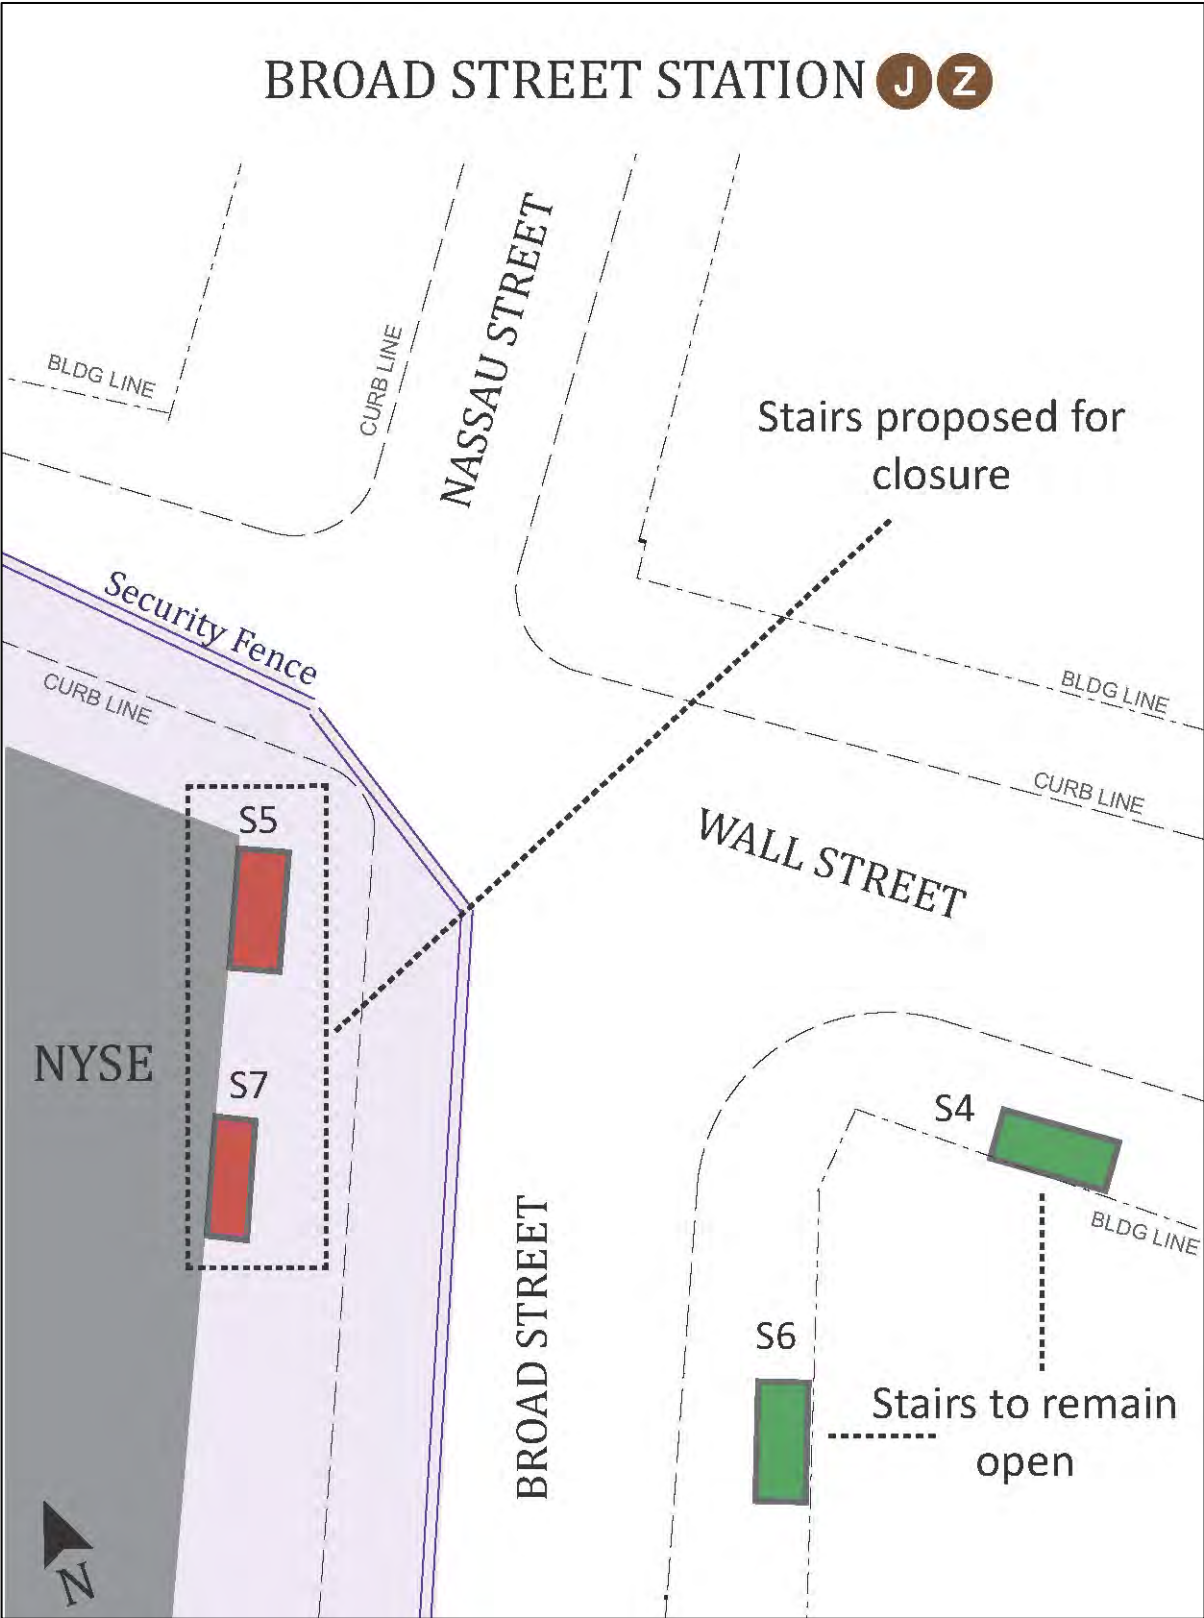 BROAD STREET STATION J Z
NASSAU STREET
BLDG LINE
CURB LINE
Stairs proposed for
closure
Security Fence
CURB LINE
BLDG LINE
CURB LINE
WALL STREET
S5
NYSE
S7
S4
BLDG LINE
BROAD STREET
S6
Stairs to remain
open
N